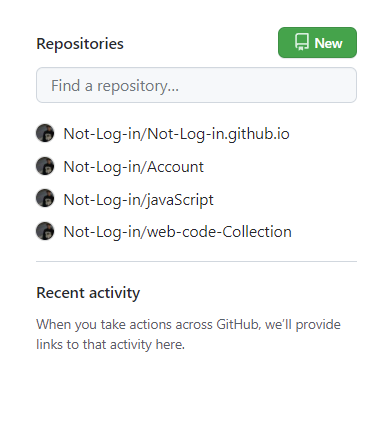 Repositories
New
Find a repository...
Not-Log-in/Not-Log-in.github.io
Not-Log-in/Account
Not-Log-in/javaScript
Not-Log-in/web-code-Collection
Recent activity
When you take actions across GitHub, we’ll provide
links to that activity here.